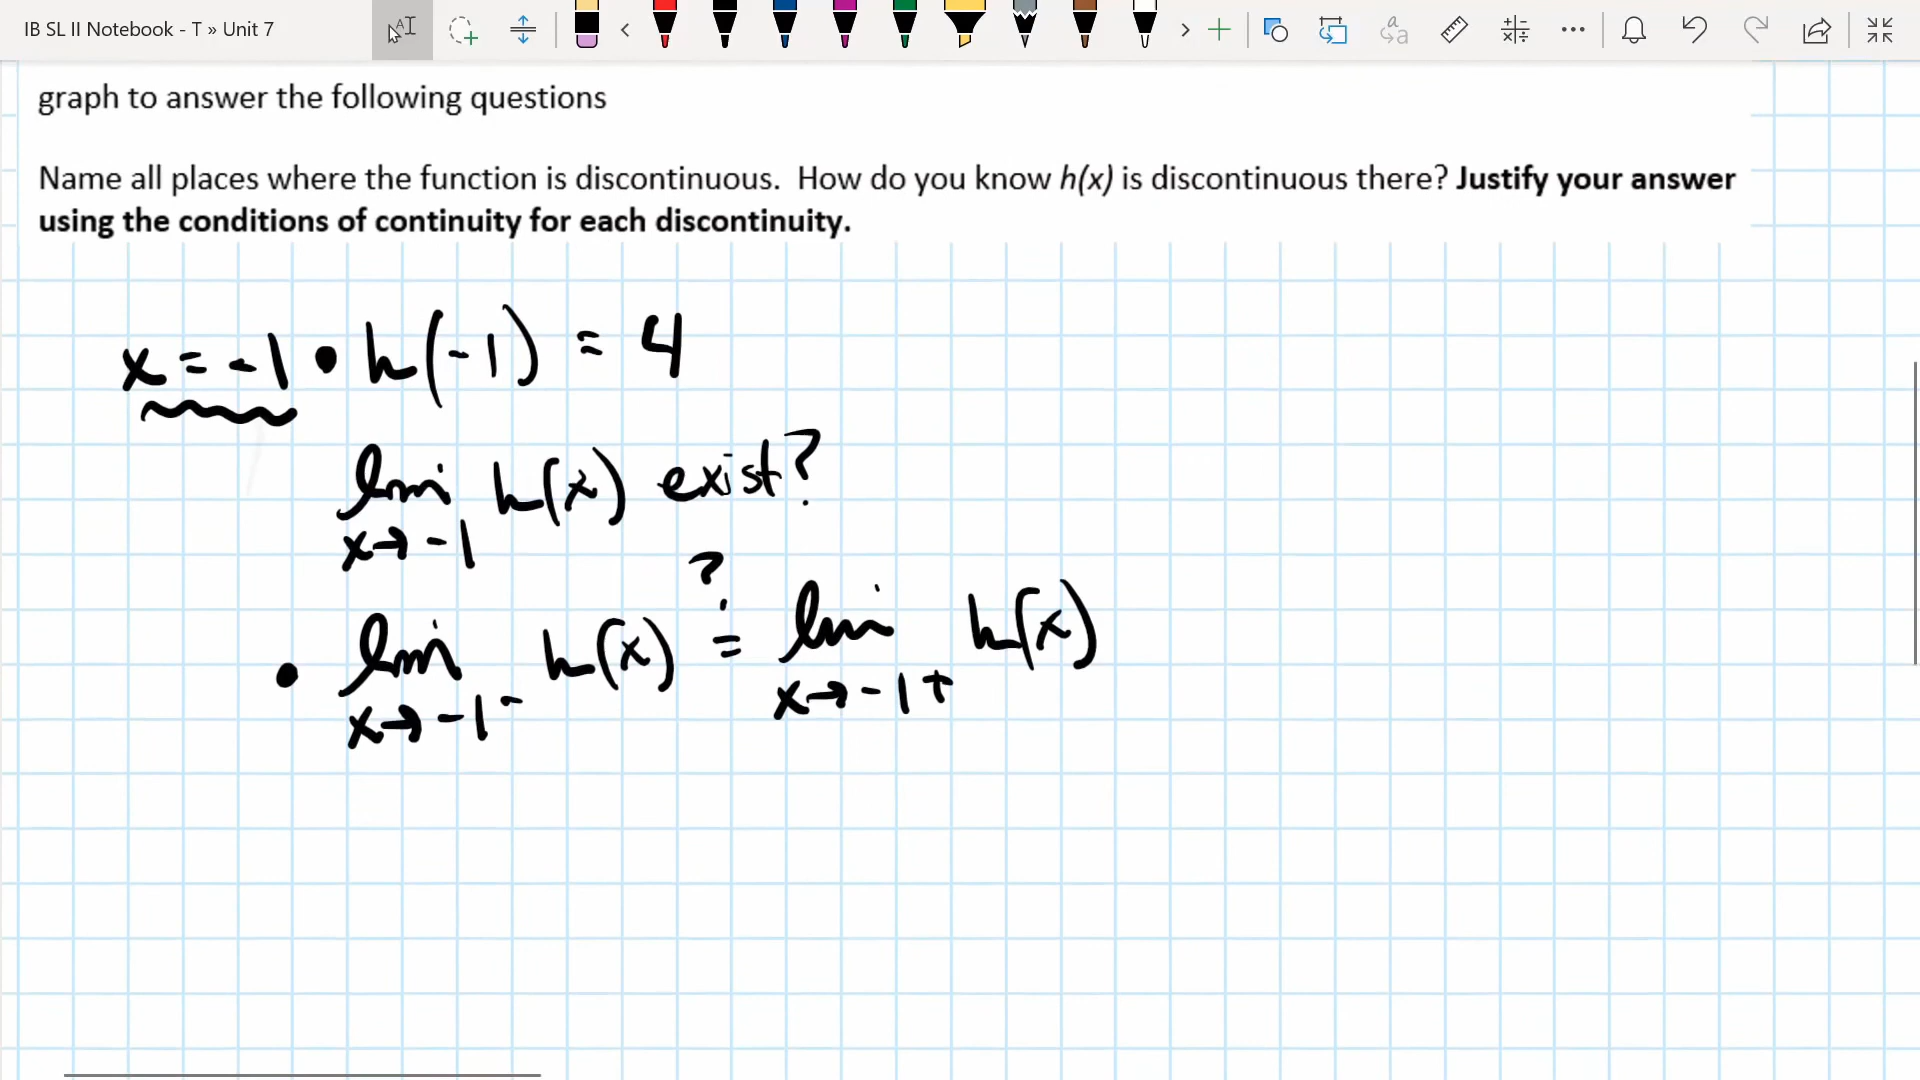 IB SL II Notebook - T » Unit 7
graph to answer the following questions
Name all places where the function is discontinuous. How do you know h(x) is discontinuous there? Justify your answer
using the conditions of continuity for each discontinuity.
x = -1 • h(-1) = 4
lim h(x) exist?
x→-1
?
• lim h(x) = lim h(x)
x→-1⁻ x→-1⁺